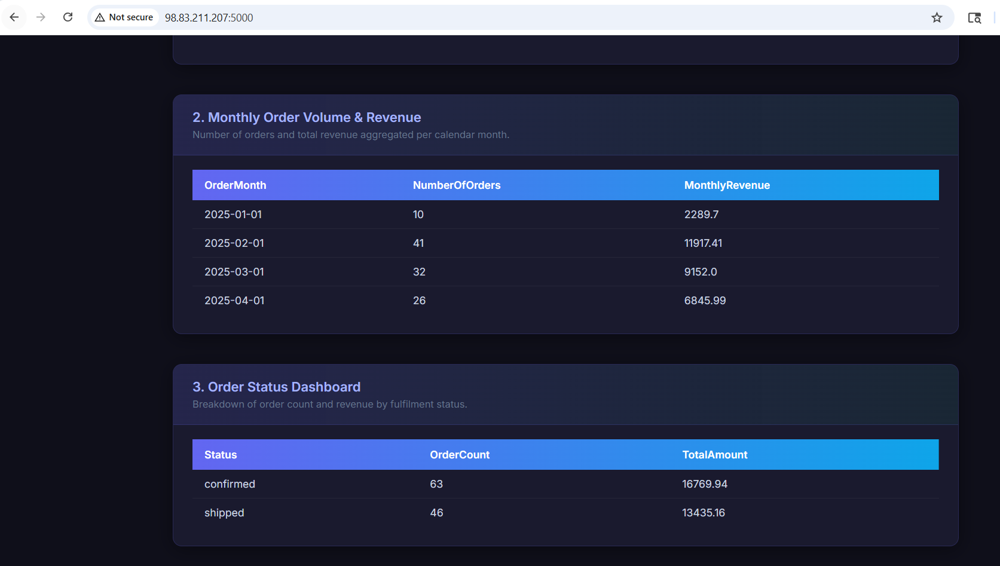 Not secure 98.83.211.207:5000
2. Monthly Order Volume & Revenue
Number of orders and total revenue aggregated per calendar month.
OrderMonth NumberOfOrders MonthlyRevenue
2025-01-01 10 2289.7
2025-02-01 41 11917.41
2025-03-01 32 9152.0
2025-04-01 26 6845.99
3. Order Status Dashboard
Breakdown of order count and revenue by fulfilment status.
Status OrderCount TotalAmount
confirmed 63 16769.94
shipped 46 13435.16